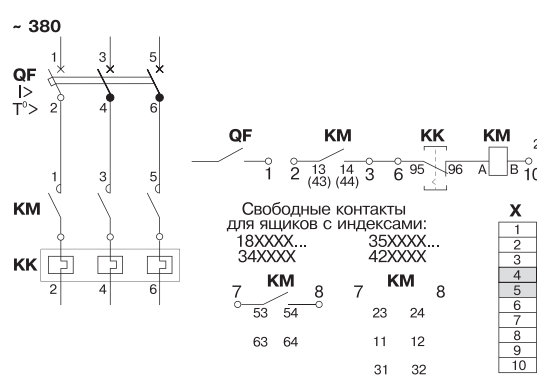 ~ 380
1 3 5
QF
I>
T°>
2 4 6
QF KM KK KM
1 2 13 14 3 6 95 96 A B 10
(43) (44)
2
1 3 5
KM
KK
2 4 6
Свободные контакты
для ящиков с индексами:
18XXXX... 35XXXX...
34XXXX 42XXXX
KM KM
7 8 7 8
53 54 23 24
63 64 11 12
31 32
X
1
2
3
4
5
6
7
8
9
10